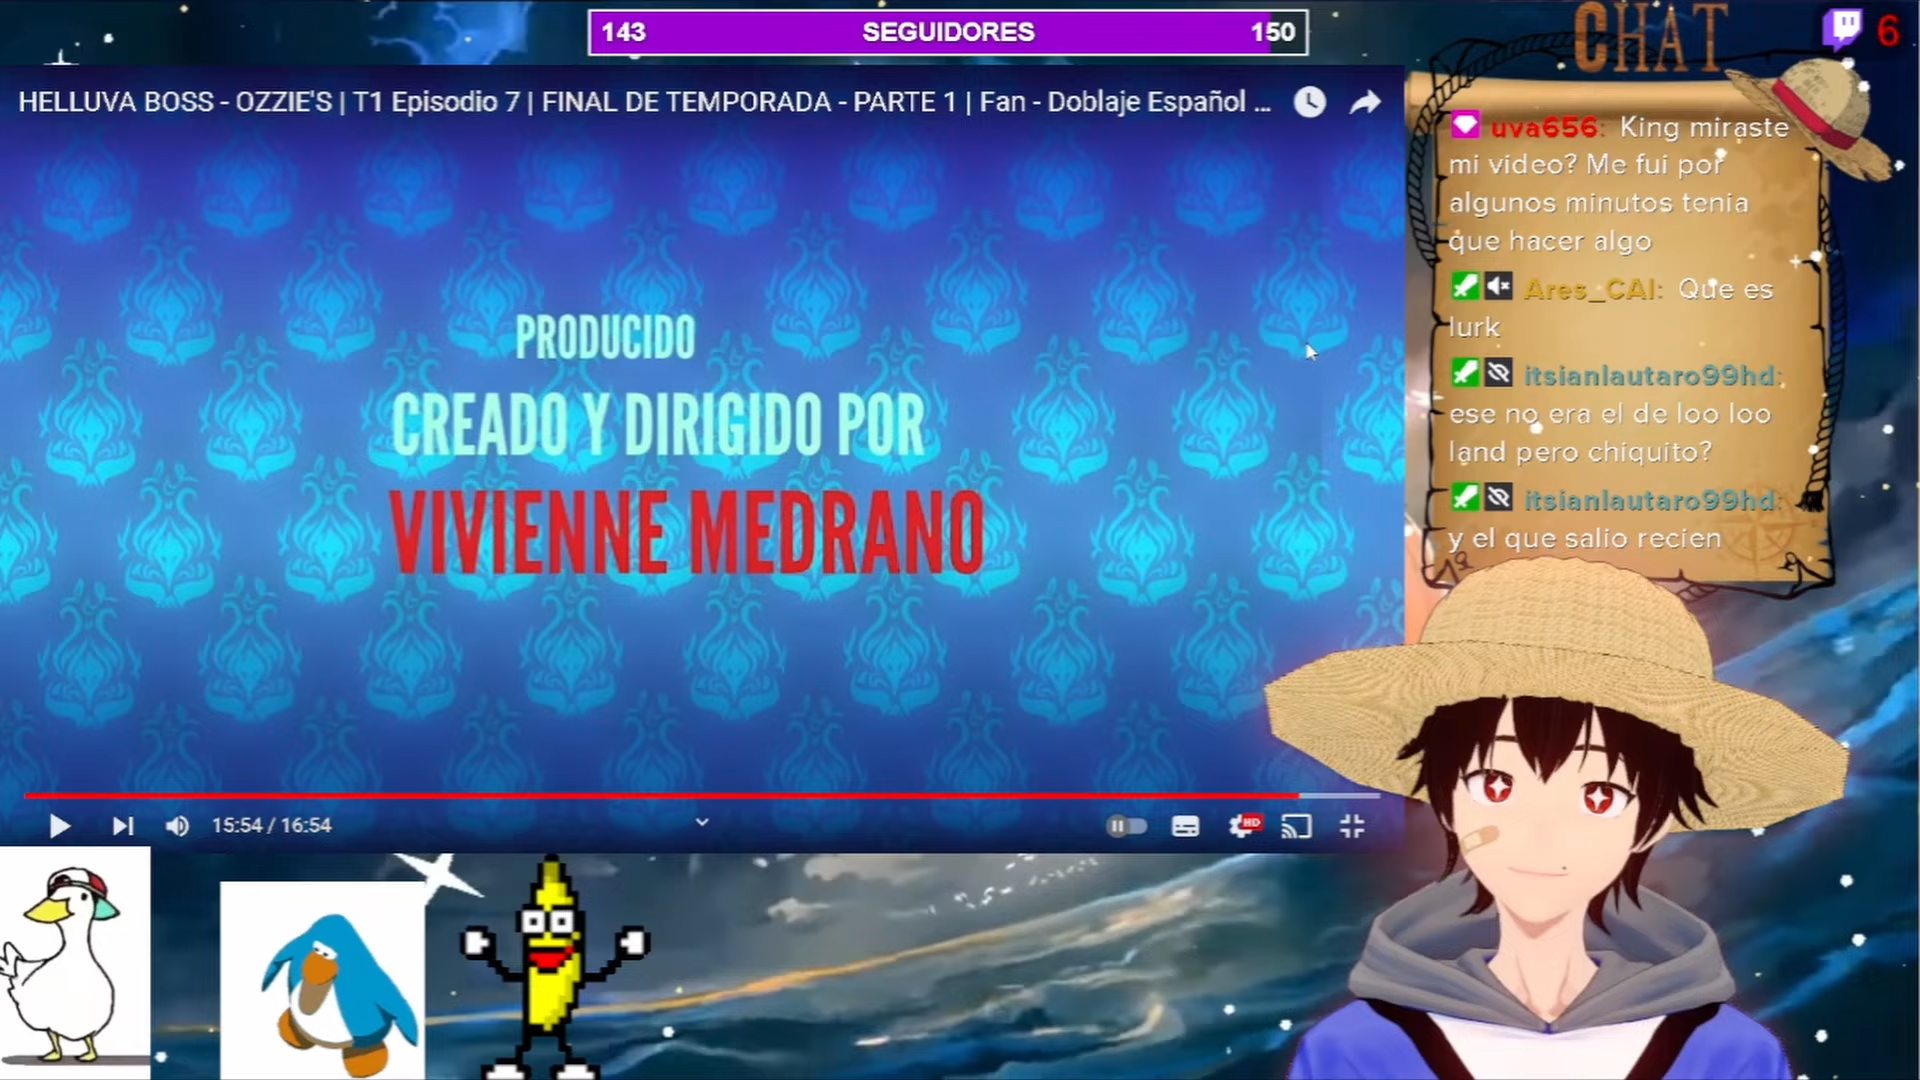 143 SEGUIDORES 150
CHAT
6
HELLUVA BOSS - OZZIE'S | T1 Episodio 7 | FINAL DE TEMPORADA - PARTE 1 | Fan - Doblaje Español ...
PRODUCIDO
CREADO Y DIRIGIDO POR
VIVIENNE MEDRANO
15:54 / 16:54
HD
uva656: King miraste
mi video? Me fui por
algunos minutos tenia
que hacer algo
Ares_CAI: Que es
lurk
itsianlautaro99hd:
ese no era el de loo loo
land pero chiquito?
itsianlautaro99hd:
y el que salio recien